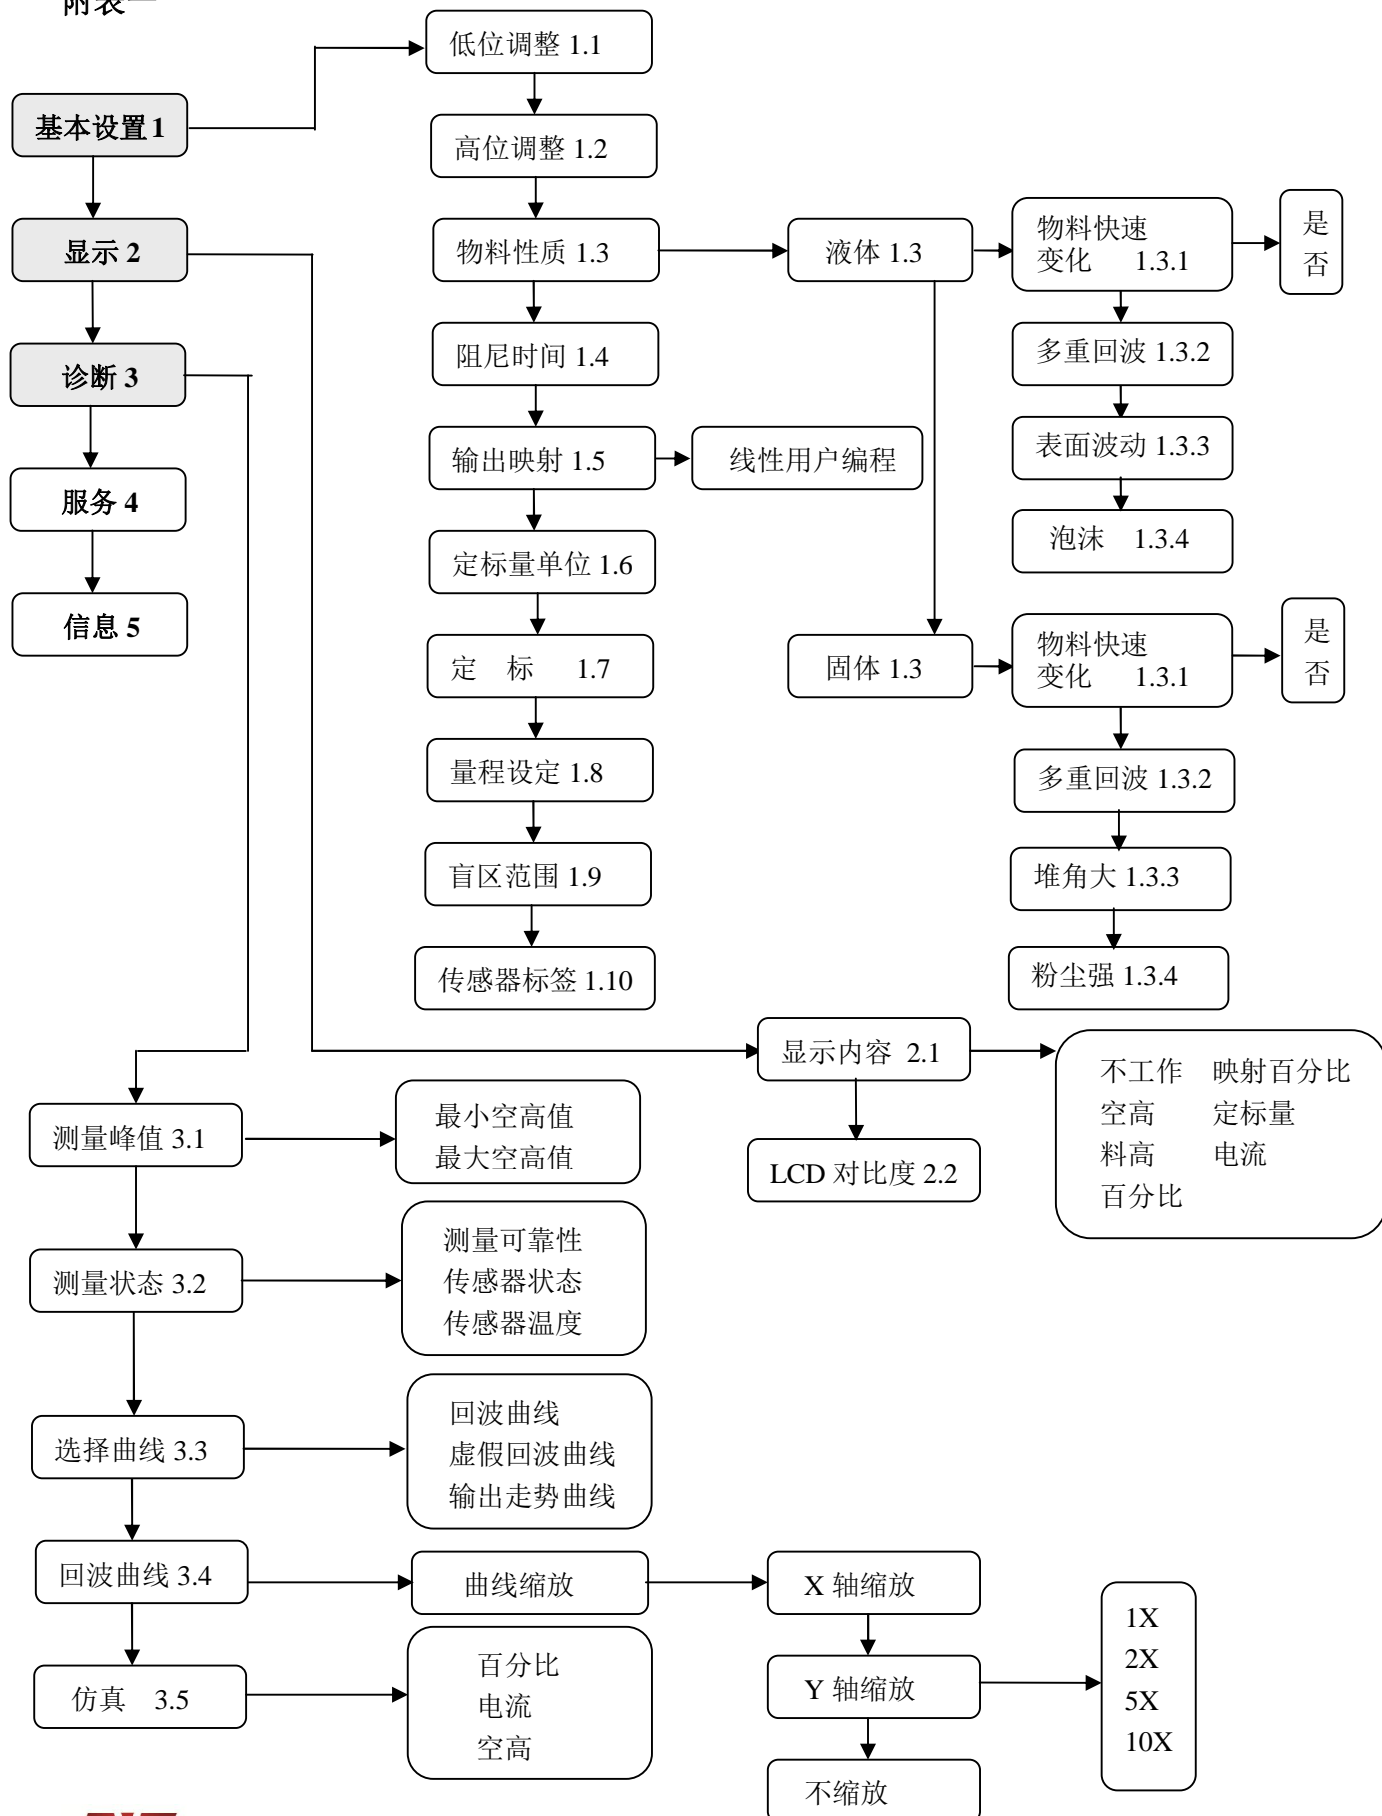 附表一
低位调整 1.1
基本设置 1
高位调整 1.2
显示 2
物料性质 1.3
液体 1.3
物料快速
变化 1.3.1
是
否
诊断 3
阻尼时间 1.4
多重回波 1.3.2
输出映射 1.5
线性用户编程
表面波动 1.3.3
服务 4
定标量单位 1.6
泡沫 1.3.4
信息 5
定 标 1.7
固体 1.3
物料快速
变化 1.3.1
是
否
量程设定 1.8
多重回波 1.3.2
盲区范围 1.9
堆角大 1.3.3
传感器标签 1.10
粉尘强 1.3.4
显示内容 2.1
不工作 映射百分比
空高 定标量
料高 电流
百分比
LCD 对比度 2.2
测量峰值 3.1
最小空高值
最大空高值
测量状态 3.2
测量可靠性
传感器状态
传感器温度
选择曲线 3.3
回波曲线
虚假回波曲线
输出走势曲线
回波曲线 3.4
曲线缩放
X 轴缩放
Y 轴缩放
不缩放
1X
2X
5X
10X
仿真 3.5
百分比
电流
空高